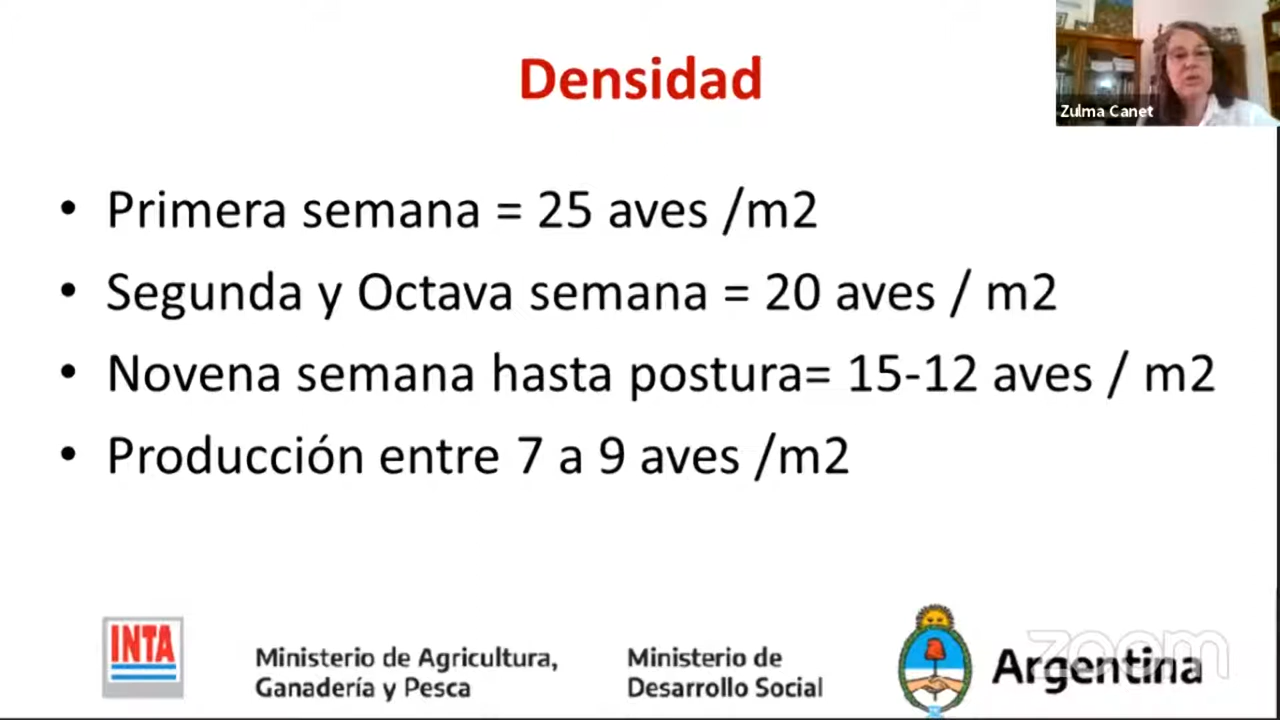 Densidad
Zulma Canet
• Primera semana = 25 aves /m2
• Segunda y Octava semana = 20 aves / m2
• Novena semana hasta postura= 15-12 aves / m2
• Producción entre 7 a 9 aves /m2
INTA
Ministerio de Agricultura,
Ganadería y Pesca
Ministerio de
Desarrollo Social
Argentina
zoom